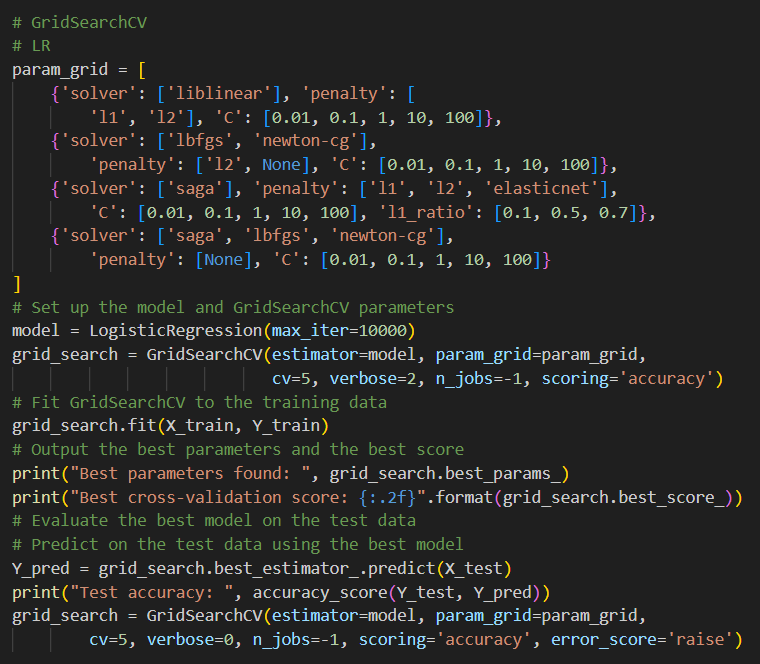 # GridSearchCV
# LR
param_grid = [
    {'solver': ['liblinear'], 'penalty': [
        'l1', 'l2'], 'C': [0.01, 0.1, 1, 10, 100]},
    {'solver': ['lbfgs', 'newton-cg'],
        'penalty': ['l2', None], 'C': [0.01, 0.1, 1, 10, 100]},
    {'solver': ['saga'], 'penalty': ['l1', 'l2', 'elasticnet'],
        'C': [0.01, 0.1, 1, 10, 100], 'l1_ratio': [0.1, 0.5, 0.7]},
    {'solver': ['saga', 'lbfgs', 'newton-cg'],
        'penalty': [None], 'C': [0.01, 0.1, 1, 10, 100]}
]
# Set up the model and GridSearchCV parameters
model = LogisticRegression(max_iter=10000)
grid_search = GridSearchCV(estimator=model, param_grid=param_grid,
                           cv=5, verbose=2, n_jobs=-1, scoring='accuracy')
# Fit GridSearchCV to the training data
grid_search.fit(X_train, Y_train)
# Output the best parameters and the best score
print("Best parameters found: ", grid_search.best_params_)
print("Best cross-validation score: {:.2f}".format(grid_search.best_score_))
# Evaluate the best model on the test data
# Predict on the test data using the best model
Y_pred = grid_search.best_estimator_.predict(X_test)
print("Test accuracy: ", accuracy_score(Y_test, Y_pred))
grid_search = GridSearchCV(estimator=model, param_grid=param_grid,
        cv=5, verbose=0, n_jobs=-1, scoring='accuracy', error_score='raise')